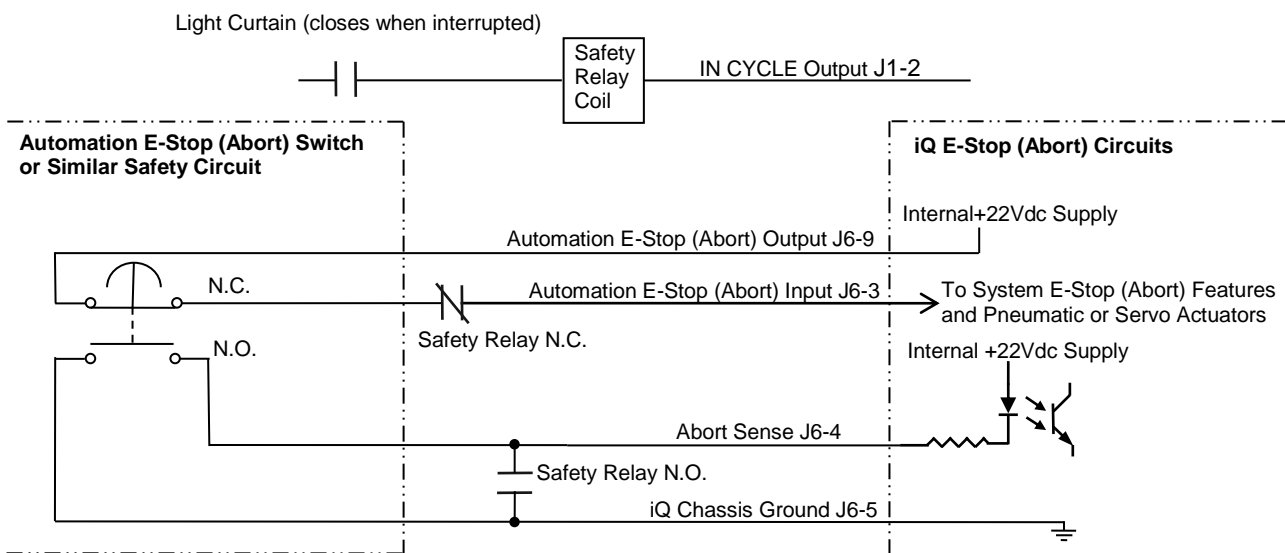 Light Curtain (closes when interrupted)
Safety
Relay
Coil
IN CYCLE Output J1-2
Automation E-Stop (Abort) Switch
or Similar Safety Circuit
iQ E-Stop (Abort) Circuits
Internal+22Vdc Supply
Automation E-Stop (Abort) Output J6-9
N.C.
Automation E-Stop (Abort) Input J6-3
To System E-Stop (Abort) Features
and Pneumatic or Servo Actuators
Safety Relay N.C.
N.O.
Internal +22Vdc Supply
Abort Sense J6-4
Safety Relay N.O.
iQ Chassis Ground J6-5